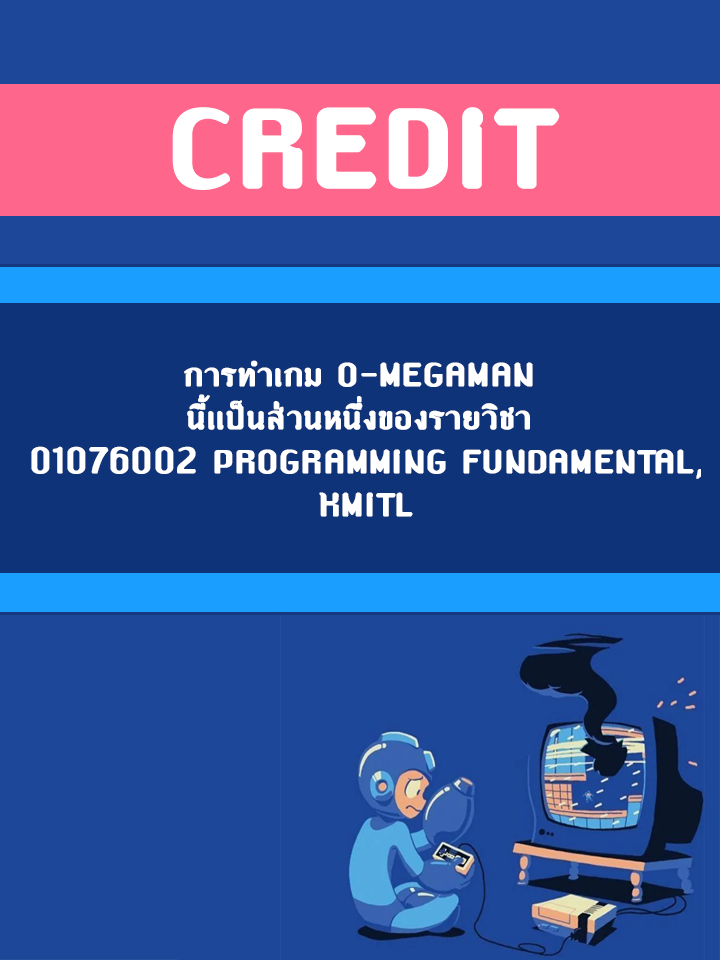 CREDIT
การทำเกม O-MEGAMAN
นี้เเป็นส่วนหนึ่งของรายวิชา
01076002 PROGRAMMING FUNDAMENTAL,
KMITL